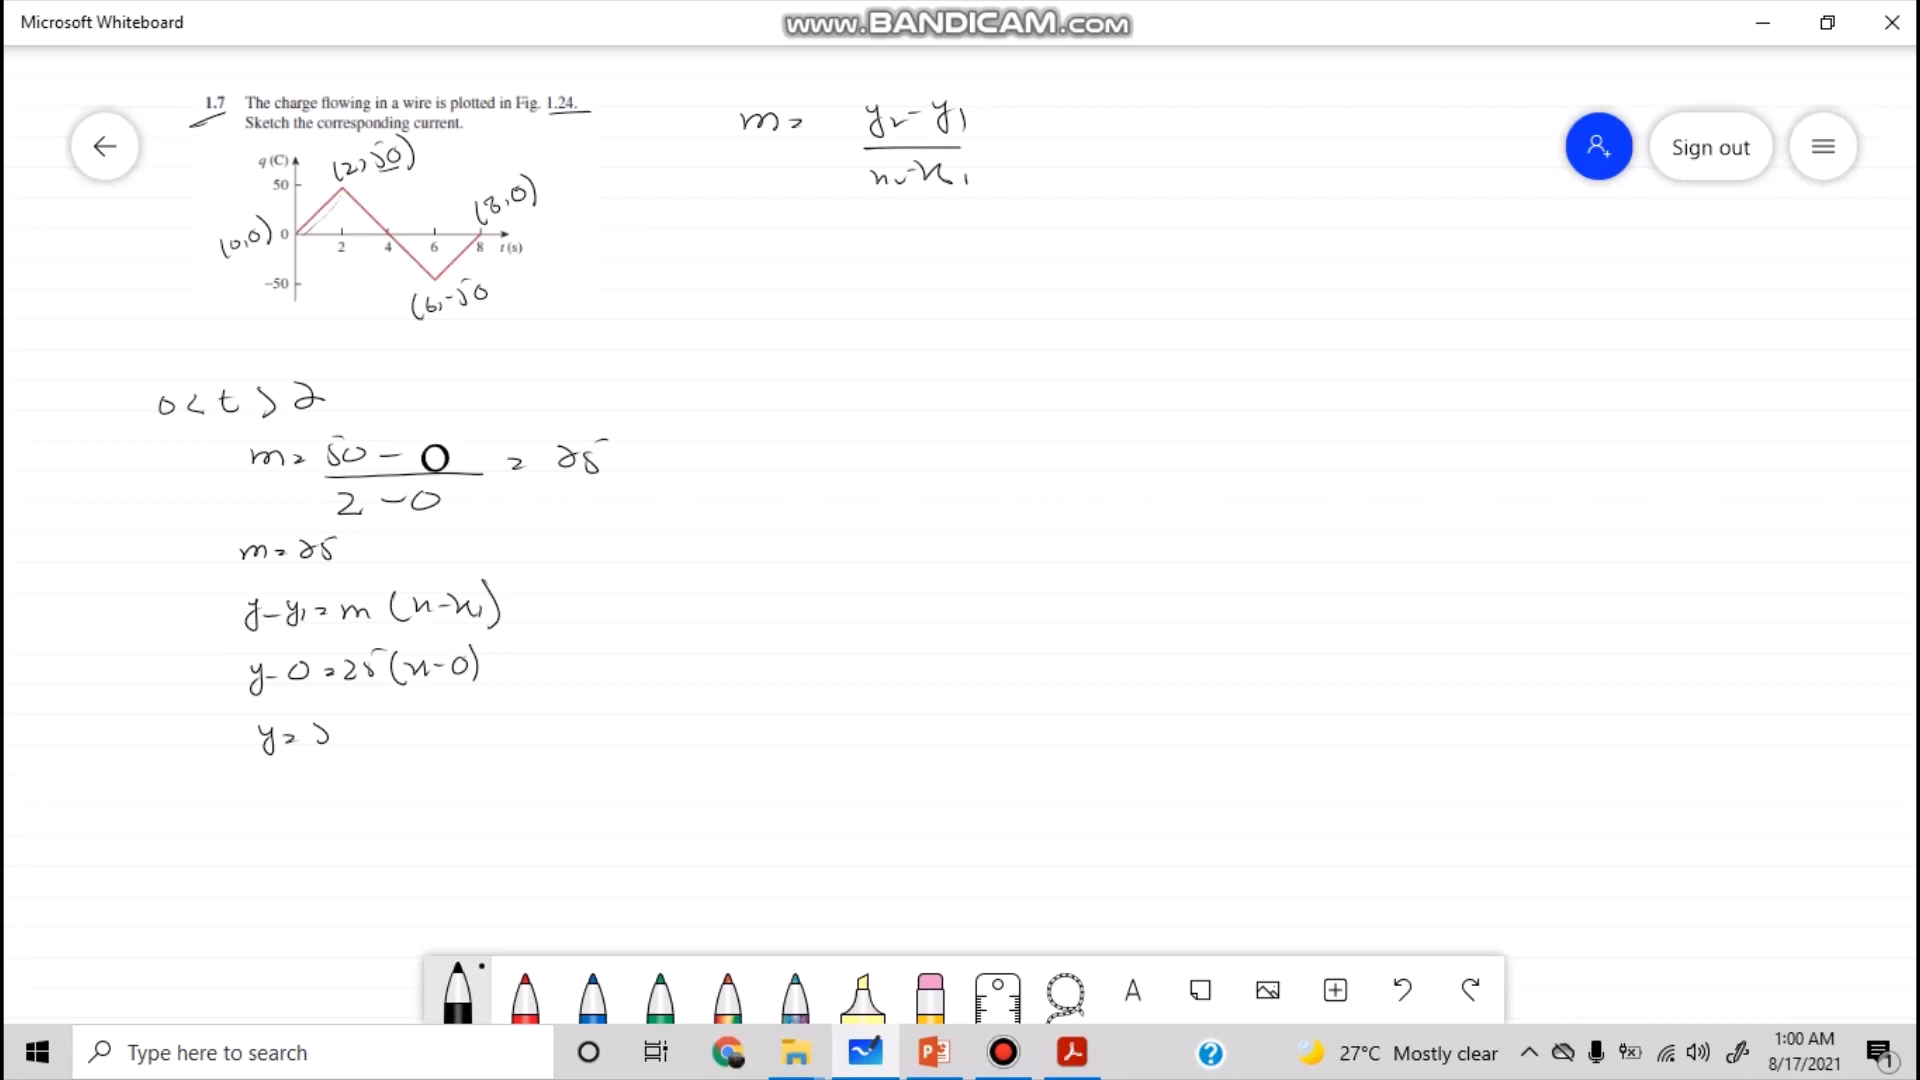 Microsoft Whiteboard
www.BANDICAM.com
Sign out
1.7 The charge flowing in a wire is plotted in Fig. 1.24.
Sketch the corresponding current.
q (C)
(2,50)
50
(8,0)
(0,0)
0
2
4
6
8
t (s)
-50
(6,-50
m = y₂-y₁
x₂-x₁
0<t>2
m = 50-0 = 25
2-0
m = 25
y-y₁ = m (x-x₁)
y-0 = 25(x-0)
y =
A
Type here to search
27°C Mostly clear
1:00 AM
8/17/2021
1